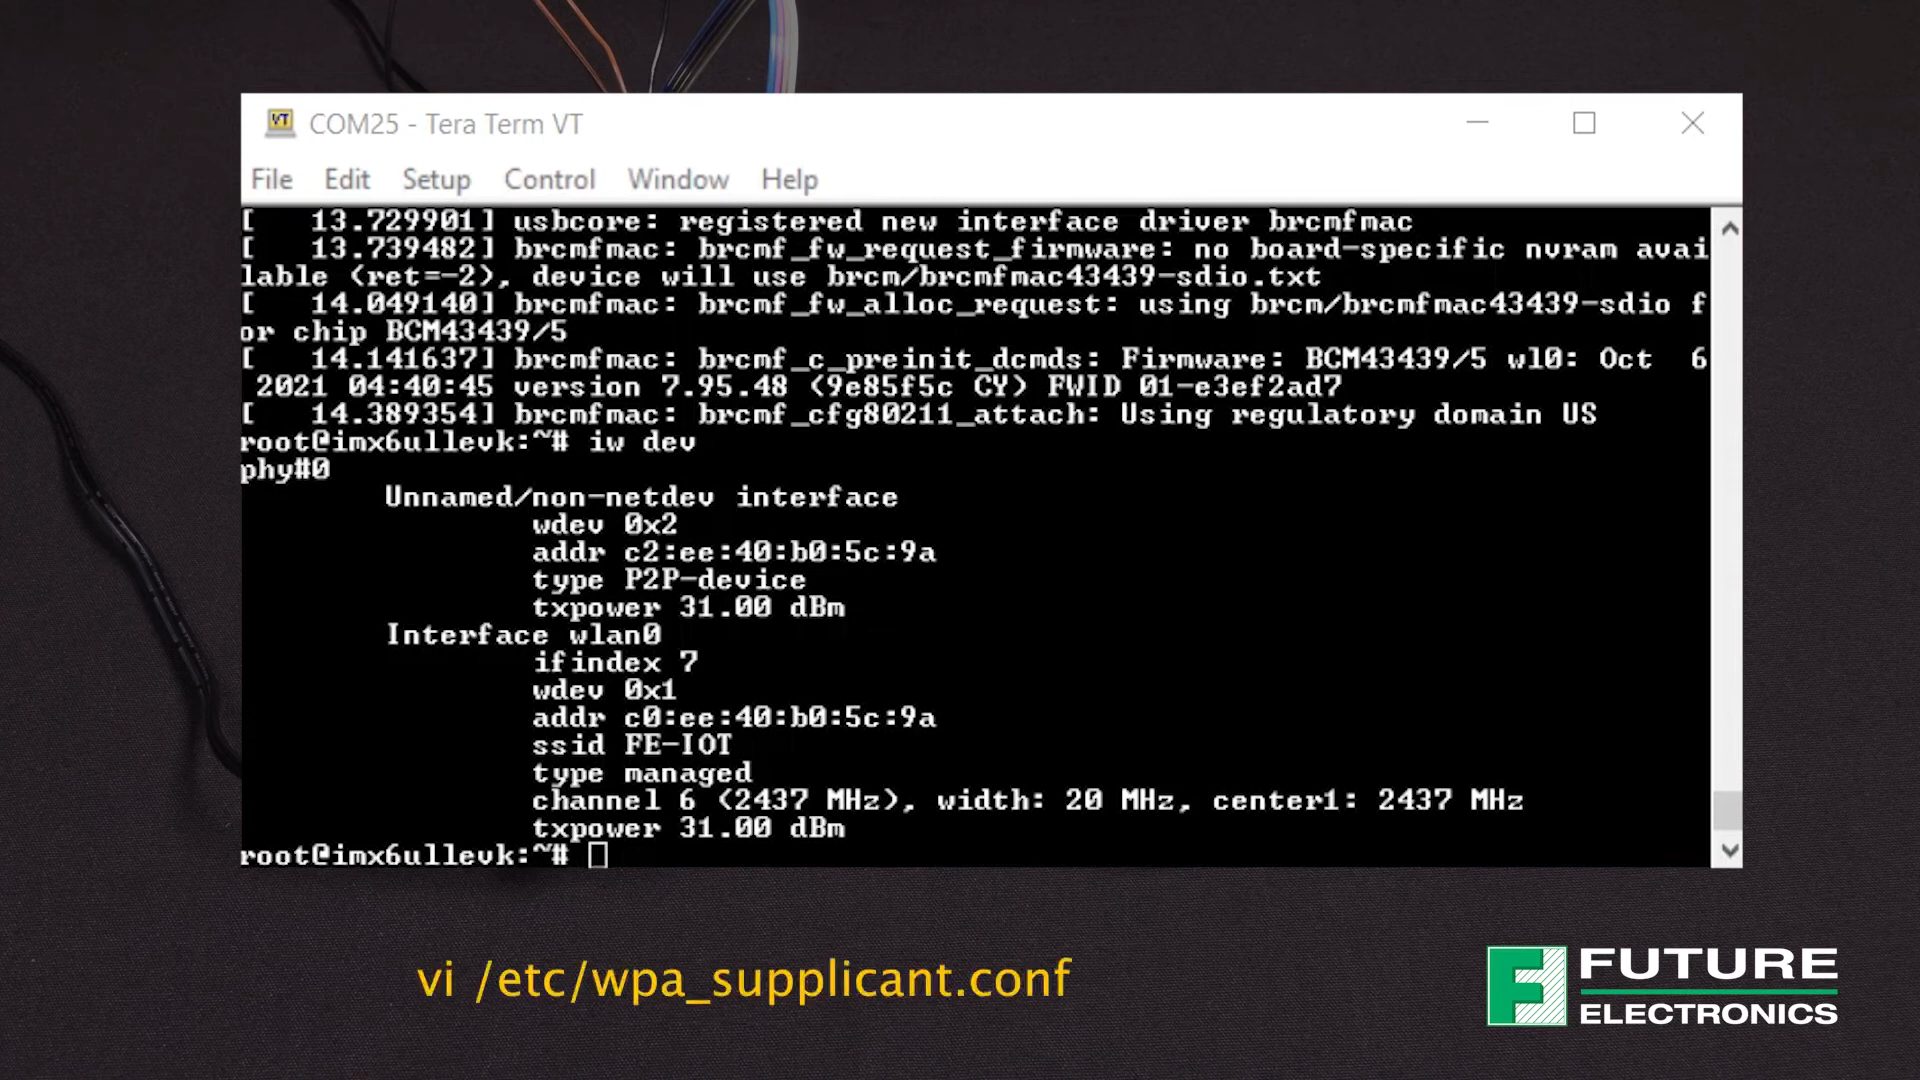 VT COM25 - Tera Term VT
File Edit Setup Control Window Help
[   13.729901] usbcore: registered new interface driver brcmfmac
[   13.739482] brcmfmac: brcmf_fw_request_firmware: no board-specific nvram avai
lable (ret=-2), device will use brcm/brcmfmac43439-sdio.txt
[   14.049140] brcmfmac: brcmf_fw_alloc_request: using brcm/brcmfmac43439-sdio f
or chip BCM43439/5
[   14.141637] brcmfmac: brcmf_c_preinit_dcmds: Firmware: BCM43439/5 wl0: Oct  6
 2021 04:40:45 version 7.95.48 (9e85f5c CY) FWID 01-e3ef2ad7
[   14.389354] brcmfmac: brcmf_cfg80211_attach: Using regulatory domain US
root@imx6ullevk:~# iw dev
phy#0
Unnamed/non-netdev interface
wdev 0x2
addr c2:ee:40:b0:5c:9a
type P2P-device
txpower 31.00 dBm
Interface wlan0
ifindex 7
wdev 0x1
addr c0:ee:40:b0:5c:9a
ssid FE-IOT
type managed
channel 6 (2437 MHz), width: 20 MHz, center1: 2437 MHz
txpower 31.00 dBm
root@imx6ullevk:~#
vi /etc/wpa_supplicant.conf
FUTURE
ELECTRONICS